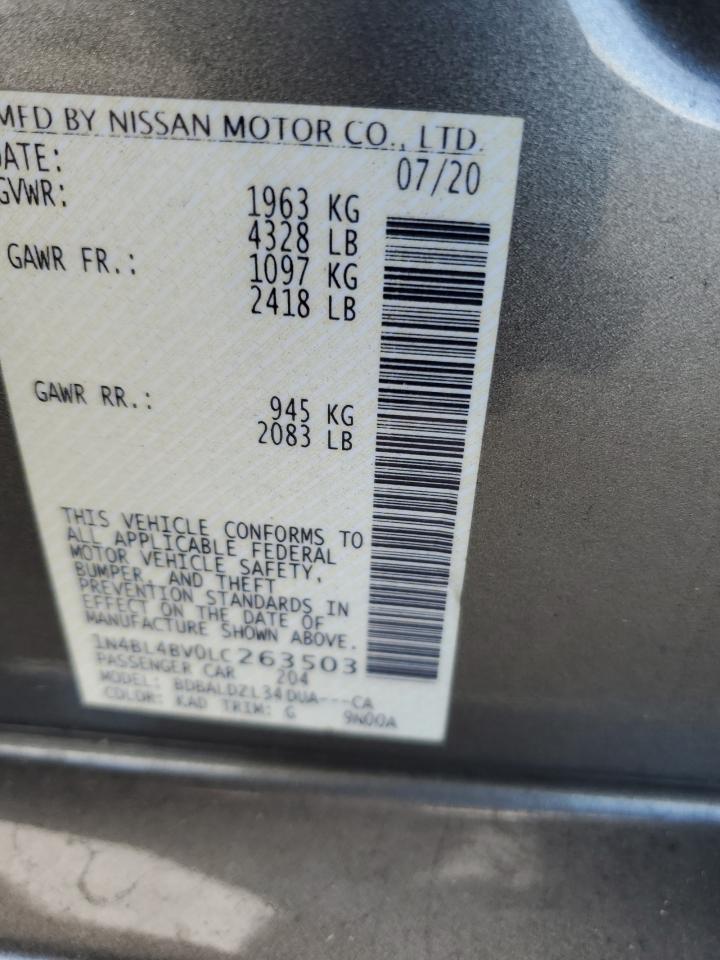 MFD BY NISSAN MOTOR CO., LTD.
DATE: 07/20
GVWR: 1963 KG
4328 LB
GAWR FR.: 1097 KG
2418 LB
GAWR RR.: 945 KG
2083 LB
THIS VEHICLE CONFORMS TO
ALL APPLICABLE FEDERAL
MOTOR VEHICLE SAFETY,
BUMPER, AND THEFT
PREVENTION STANDARDS IN
EFFECT ON THE DATE OF
MANUFACTURE SHOWN ABOVE.
1N4BL4BV0LC263503
PASSENGER CAR 204
MODEL: BDBALDZL34DUA---CA
COLOR: KAD TRIM: G 9N00A